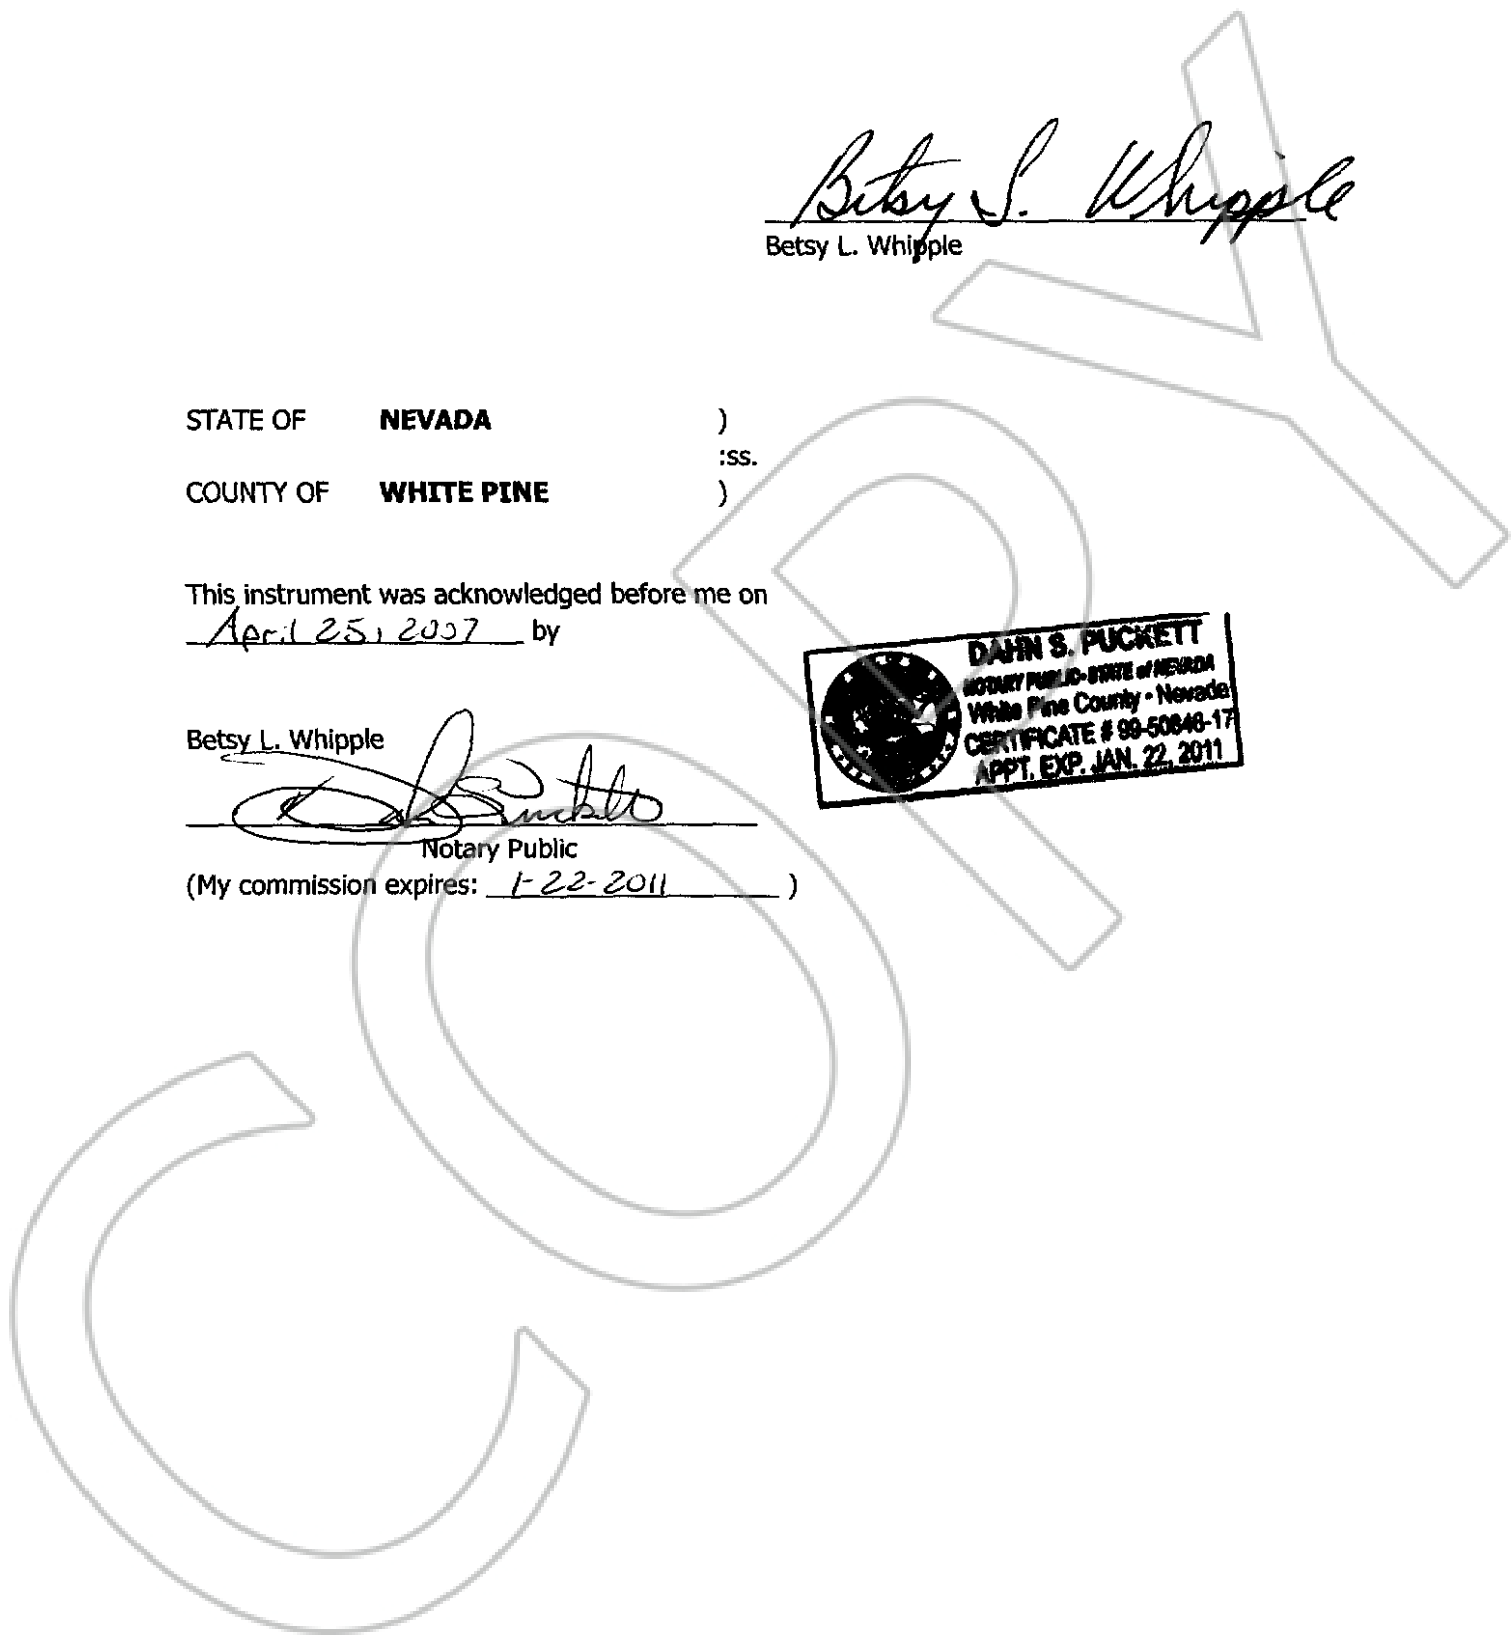 Betsy L. Whipple
Betsy L. Whipple
STATE OF NEVADA )
:ss.
COUNTY OF WHITE PINE )
This instrument was acknowledged before me on
April 25, 2007 by
DAHN S. PUCKETT
NOTARY PUBLIC-STATE of NEVADA
White Pine County - Nevada
CERTIFICATE # 99-50646-17
APPT. EXP. JAN. 22, 2011
Betsy L. Whipple
Notary Public
(My commission expires: 1-22-2011 )
COPY